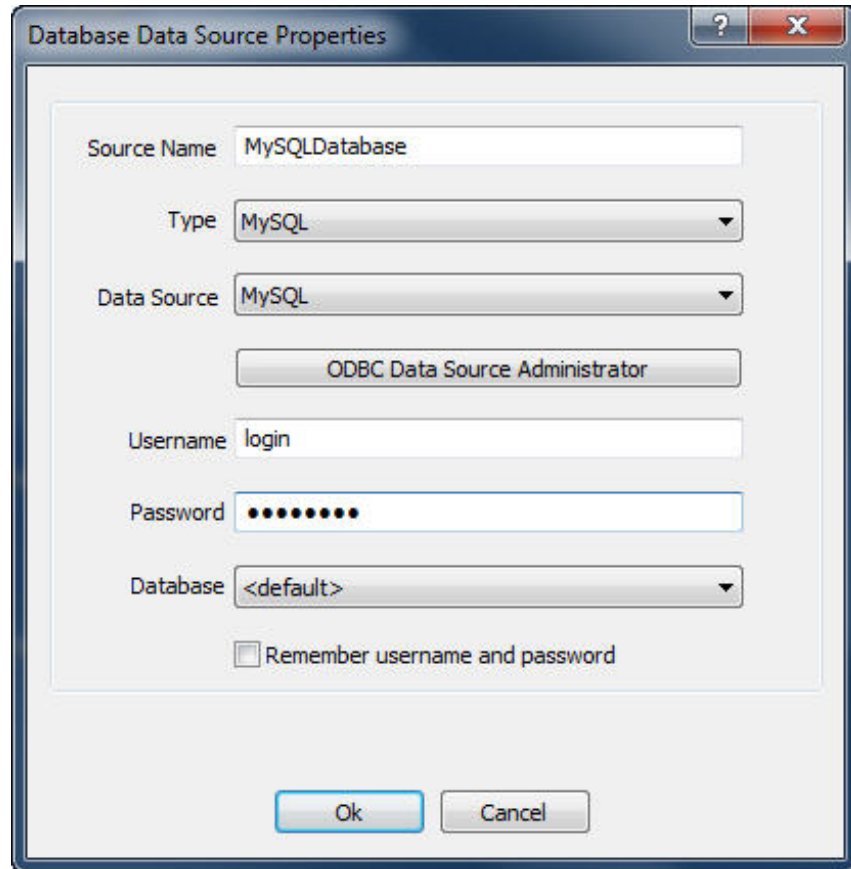 Database Data Source Properties
Source Name MySQLDatabase
Type MySQL
Data Source MySQL
ODBC Data Source Administrator
Username login
Password ●●●●●●●●
Database <default>
Remember username and password
Ok Cancel